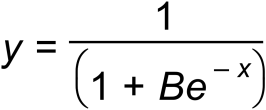 y = 1 / (1 + Be^{-x})